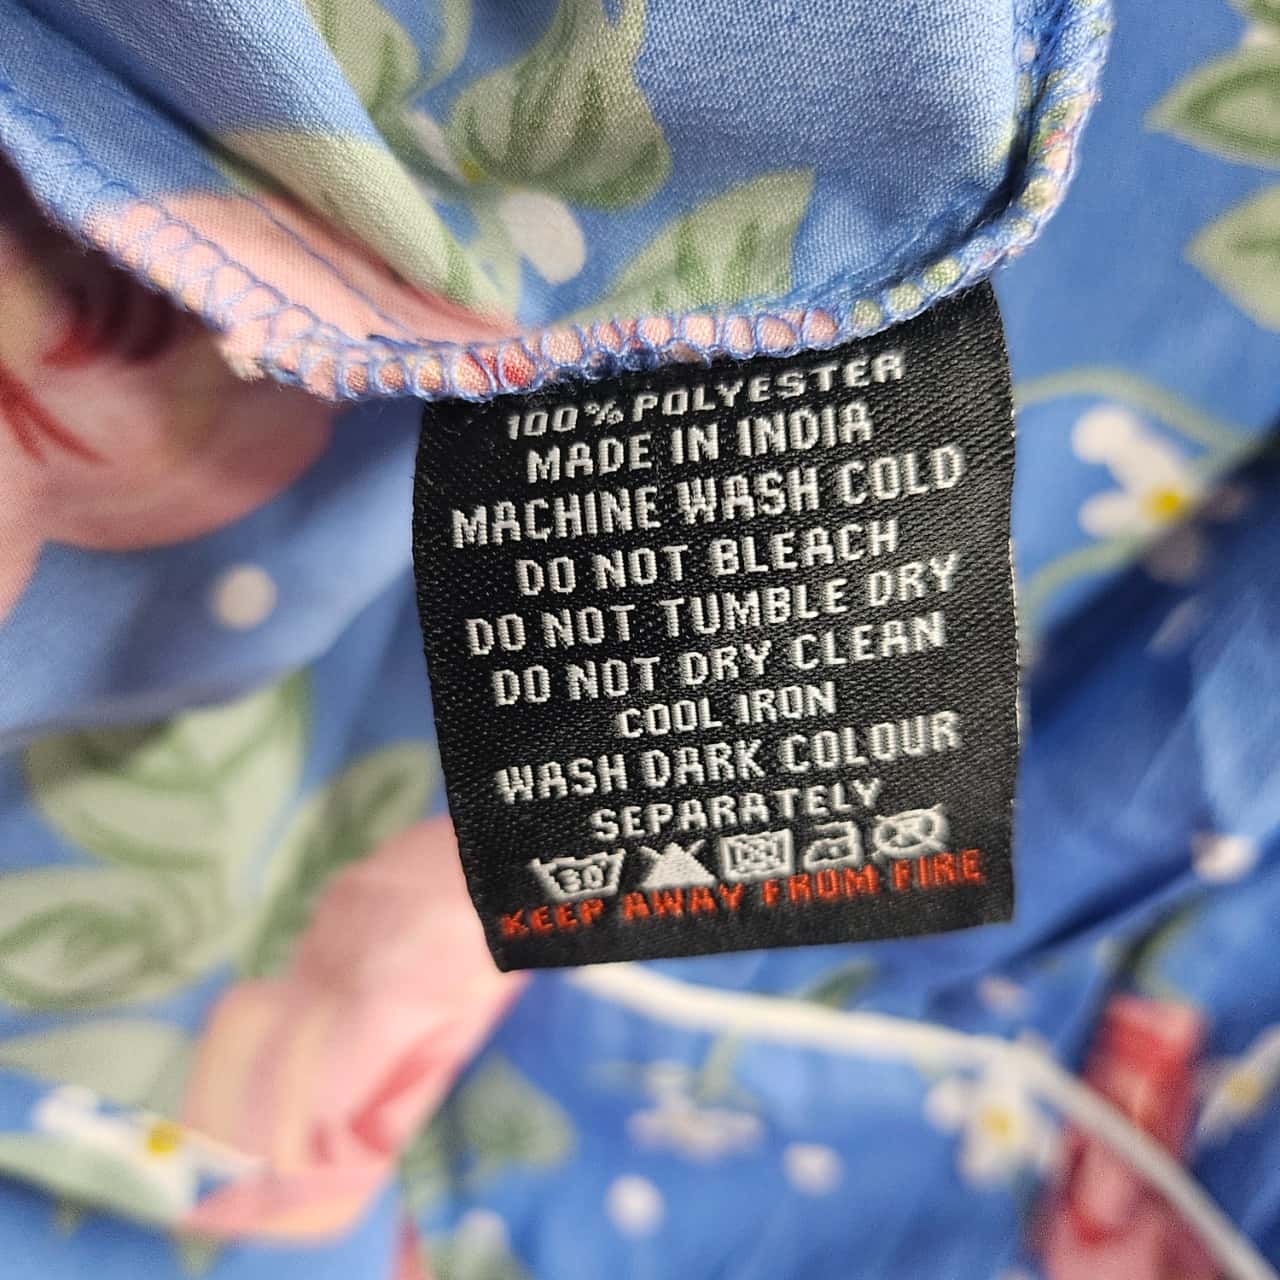 100% POLYESTER
MADE IN INDIA
MACHINE WASH COLD
DO NOT BLEACH
DO NOT TUMBLE DRY
DO NOT DRY CLEAN
COOL IRON
WASH DARK COLOUR
SEPARATELY
30°
KEEP AWAY FROM FIRE